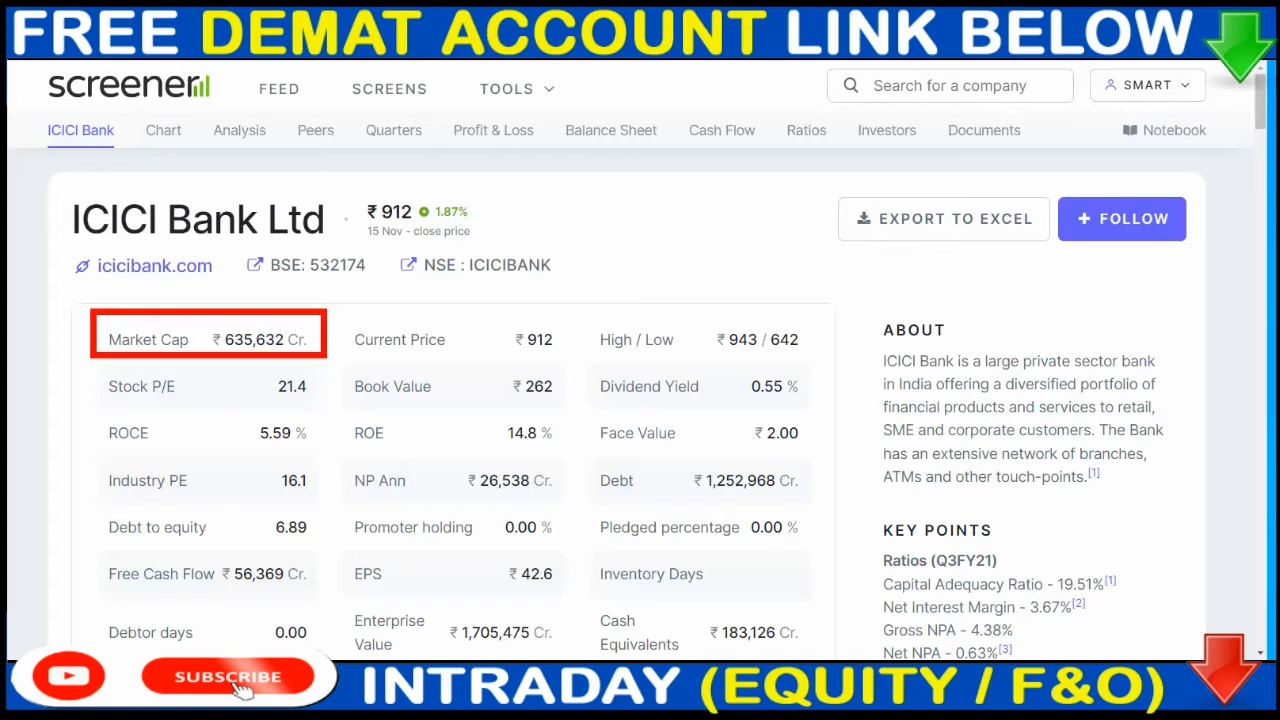 FREE DEMAT ACCOUNT LINK BELOW
screener
FEED SCREENS TOOLS
Search for a company
SMART
ICICI Bank Chart Analysis Peers Quarters Profit & Loss Balance Sheet Cash Flow Ratios Investors Documents Notebook
ICICI Bank Ltd
₹ 912 1.87%
15 Nov - close price
EXPORT TO EXCEL
+ FOLLOW
icicibank.com BSE: 532174 NSE : ICICIBANK
Market Cap ₹ 635,632 Cr. Current Price ₹ 912 High / Low ₹ 943 / 642
Stock P/E 21.4 Book Value ₹ 262 Dividend Yield 0.55 %
ROCE 5.59 % ROE 14.8 % Face Value ₹ 2.00
Industry PE 16.1 NP Ann ₹ 26,538 Cr. Debt ₹ 1,252,968 Cr.
Debt to equity 6.89 Promoter holding 0.00 % Pledged percentage 0.00 %
Free Cash Flow ₹ 56,369 Cr. EPS ₹ 42.6 Inventory Days
Debtor days 0.00 Enterprise Value ₹ 1,705,475 Cr. Cash Equivalents ₹ 183,126 Cr.
ABOUT
ICICI Bank is a large private sector bank
in India offering a diversified portfolio of
financial products and services to retail,
SME and corporate customers. The Bank
has an extensive network of branches,
ATMs and other touch-points.[1]
KEY POINTS
Ratios (Q3FY21)
Capital Adequacy Ratio - 19.51%[1]
Net Interest Margin - 3.67%[2]
Gross NPA - 4.38%
Net NPA - 0.63%[3]
SUBSCRIBE
INTRADAY (EQUITY / F&O)